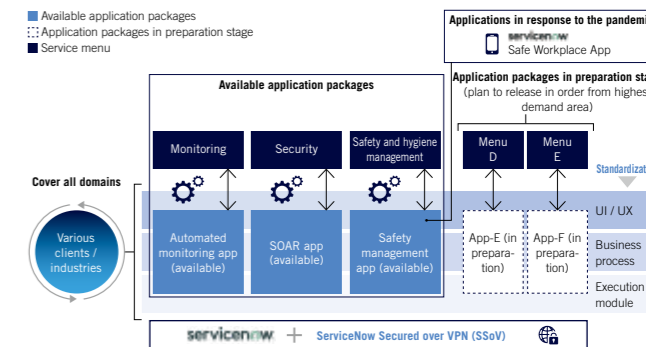 Available application packages
Application packages in preparation stage
Service menu
Applications in response to the pandemi
servicenow
Safe Workplace App
Available application packages
Application packages in preparation sta
(plan to release in order from highes
demand area)
Monitoring
Security
Safety and hygiene
management
Menu
D
Menu
E
Standardizat
Cover all domains
Various
clients /
industries
Automated
monitoring app
(available)
SOAR app
(available)
Safety
management
app (available)
App-E (in
prepara-
tion)
App-F (in
prepara-
tion)
UI / UX
Business
process
Execution
module
servicenow
+
ServiceNow Secured over VPN (SSoV)